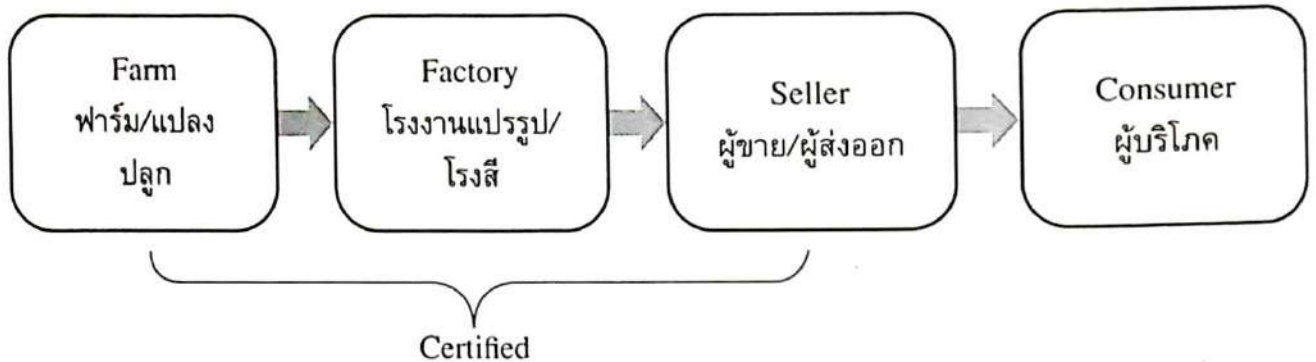 Farm
ฟาร์ม/แปลง
ปลูก
Factory
โรงงานแปรรูป/
โรงสี
Seller
ผู้ขาย/ผู้ส่งออก
Consumer
ผู้บริโภค
Certified